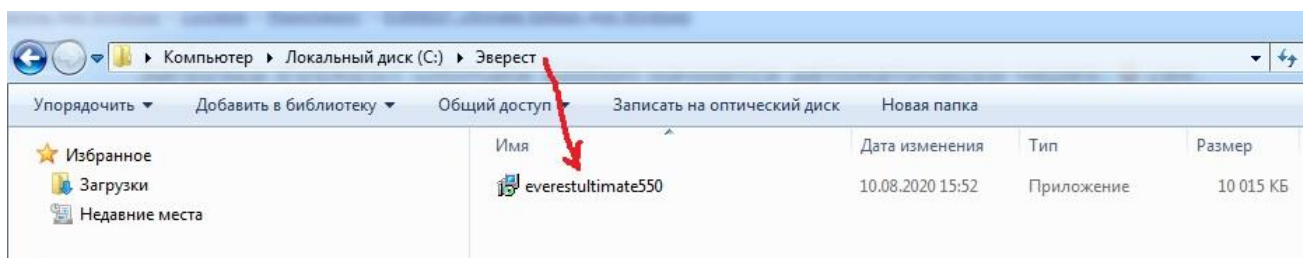 Компьютер ▸ Локальный диск (C:) ▸ Эверест
Упорядочить Добавить в библиотеку Общий доступ Записать на оптический диск Новая папка
Имя Дата изменения Тип Размер
Избранное
Загрузки everestultimate550 10.08.2020 15:52 Приложение 10 015 КБ
Недавние места